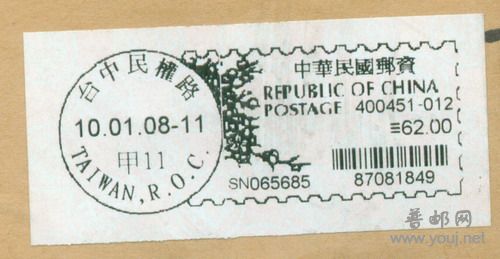 台中民權路
10.01.08-11
甲11
TAIWAN, R.O.C.
中華民國郵資
REPUBLIC OF CHINA
POSTAGE 400451-012
≡62.00
SN065685
87081849
普邮网
www.youj.net